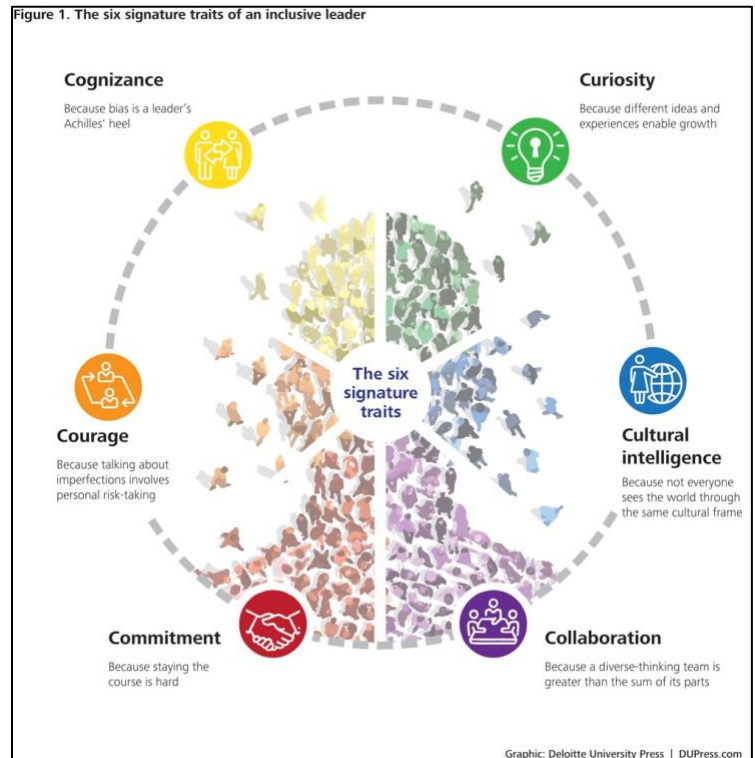 Figure 1. The six signature traits of an inclusive leader
Cognizance
Because bias is a leader's
Achilles' heel
Curiosity
Because different ideas and
experiences enable growth
The six
signature
traits
Courage
Because talking about
imperfections involves
personal risk-taking
Cultural
intelligence
Because not everyone
sees the world through
the same cultural frame
Commitment
Because staying the
course is hard
Collaboration
Because a diverse-thinking team is
greater than the sum of its parts
Graphic: Deloitte University Press | DUPress.com